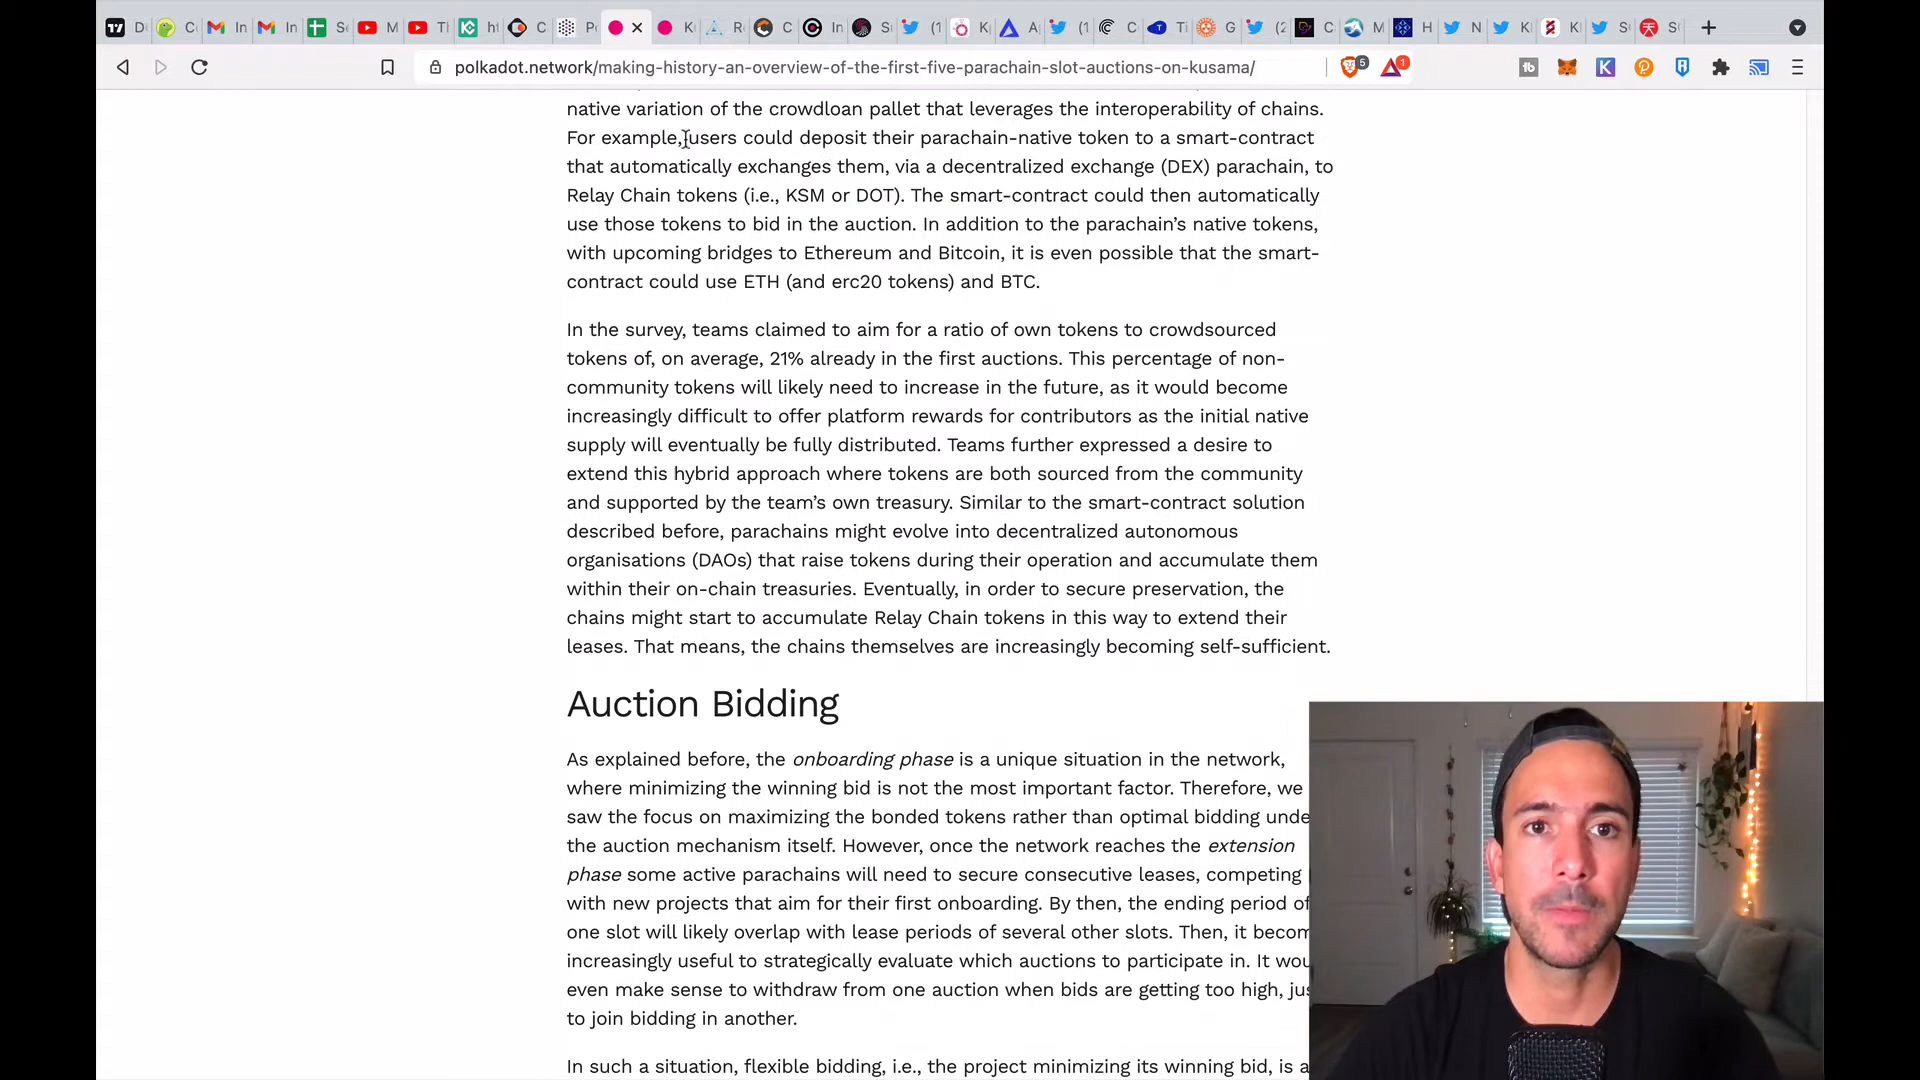 D
C
In
In
S
M
Tl
ht
C
P
K
R
C
In
S
(1
K
A
(1
C
Ti
G
(2
C
M
H
N
K
K
S
S
polkadot.network/making-history-an-overview-of-the-first-five-parachain-slot-auctions-on-kusama/
5
1
native variation of the crowdloan pallet that leverages the interoperability of chains.
For example, users could deposit their parachain-native token to a smart-contract
that automatically exchanges them, via a decentralized exchange (DEX) parachain, to
Relay Chain tokens (i.e., KSM or DOT). The smart-contract could then automatically
use those tokens to bid in the auction. In addition to the parachain’s native tokens,
with upcoming bridges to Ethereum and Bitcoin, it is even possible that the smart-
contract could use ETH (and erc20 tokens) and BTC.
In the survey, teams claimed to aim for a ratio of own tokens to crowdsourced
tokens of, on average, 21% already in the first auctions. This percentage of non-
community tokens will likely need to increase in the future, as it would become
increasingly difficult to offer platform rewards for contributors as the initial native
supply will eventually be fully distributed. Teams further expressed a desire to
extend this hybrid approach where tokens are both sourced from the community
and supported by the team’s own treasury. Similar to the smart-contract solution
described before, parachains might evolve into decentralized autonomous
organisations (DAOs) that raise tokens during their operation and accumulate them
within their on-chain treasuries. Eventually, in order to secure preservation, the
chains might start to accumulate Relay Chain tokens in this way to extend their
leases. That means, the chains themselves are increasingly becoming self-sufficient.
Auction Bidding
As explained before, the onboarding phase is a unique situation in the network,
where minimizing the winning bid is not the most important factor. Therefore, we
saw the focus on maximizing the bonded tokens rather than optimal bidding unde
the auction mechanism itself. However, once the network reaches the extension
phase some active parachains will need to secure consecutive leases, competing
with new projects that aim for their first onboarding. By then, the ending period of
one slot will likely overlap with lease periods of several other slots. Then, it becom
increasingly useful to strategically evaluate which auctions to participate in. It wou
even make sense to withdraw from one auction when bids are getting too high, jus
to join bidding in another.
In such a situation, flexible bidding, i.e., the project minimizing its winning bid, is a